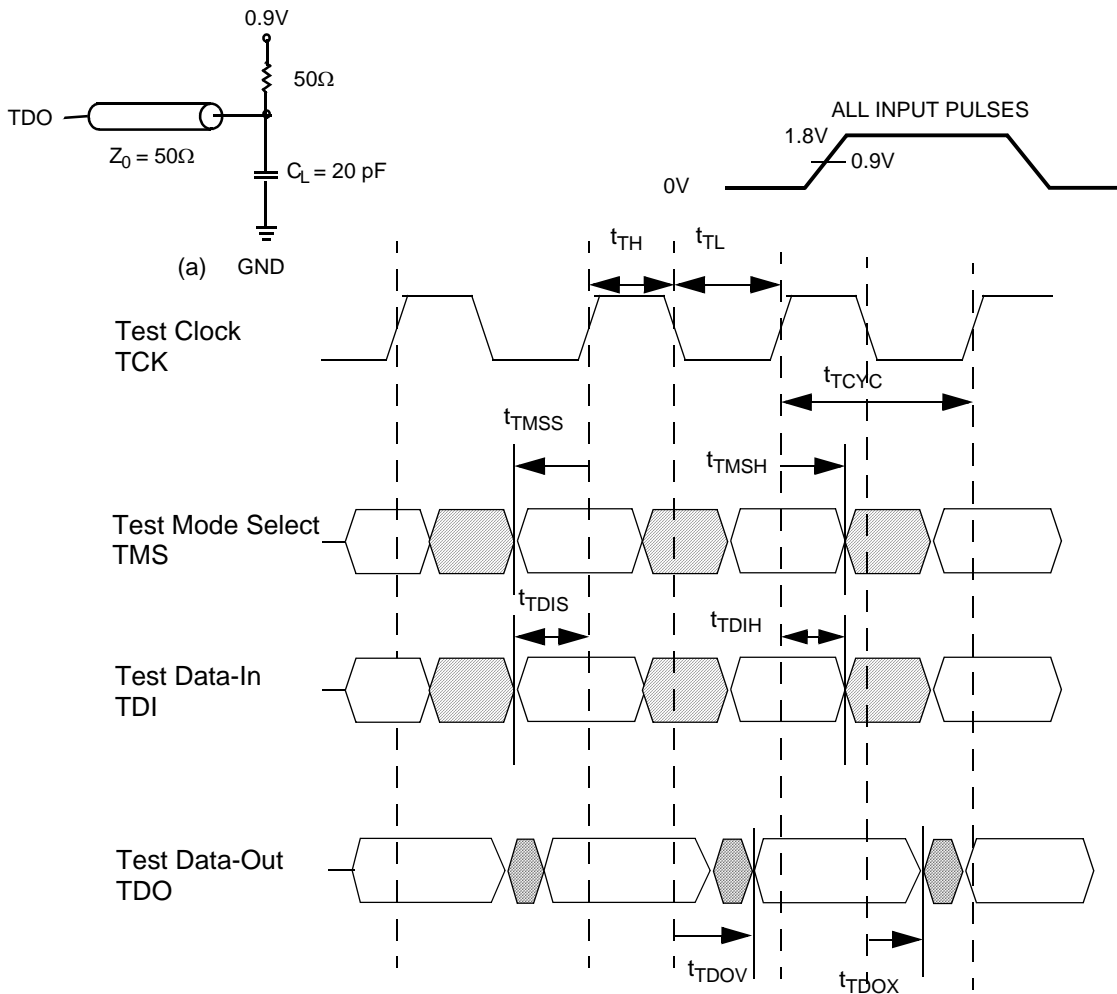 0.9V
50Ω
TDO
Z0 = 50Ω
CL = 20 pF
(a) GND
ALL INPUT PULSES
1.8V
0.9V
0V
tTH
tTL
Test Clock
TCK
tTCYC
tTMSS
tTMSH
Test Mode Select
TMS
tTDIS
tTDIH
Test Data-In
TDI
Test Data-Out
TDO
tTDOV
tTDOX